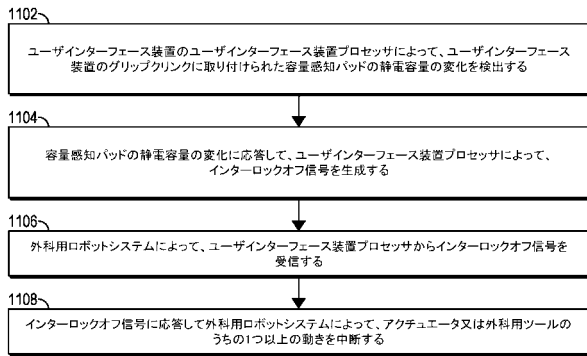 1102
ユーザインターフェース装置のユーザインターフェース装置プロセッサによって、ユーザインターフェース
装置のグリップクリンクに取り付けられた容量感知パッドの静電容量の変化を検出する
1104
容量感知パッドの静電容量の変化に応答して、ユーザインターフェース装置プロセッサによって、
インターロックオフ信号を生成する
1106
外科用ロボットシステムによって、ユーザインターフェース装置プロセッサからインターロックオフ信号を
受信する
1108
インターロックオフ信号に応答して外科用ロボットシステムによって、アクチュエータ又は外科用ツールの
うちの1つ以上の動きを中断する